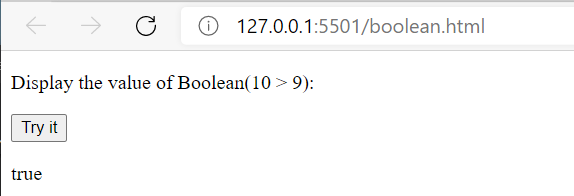 127.0.0.1:5501/boolean.html
Display the value of Boolean(10 > 9):
Try it
true